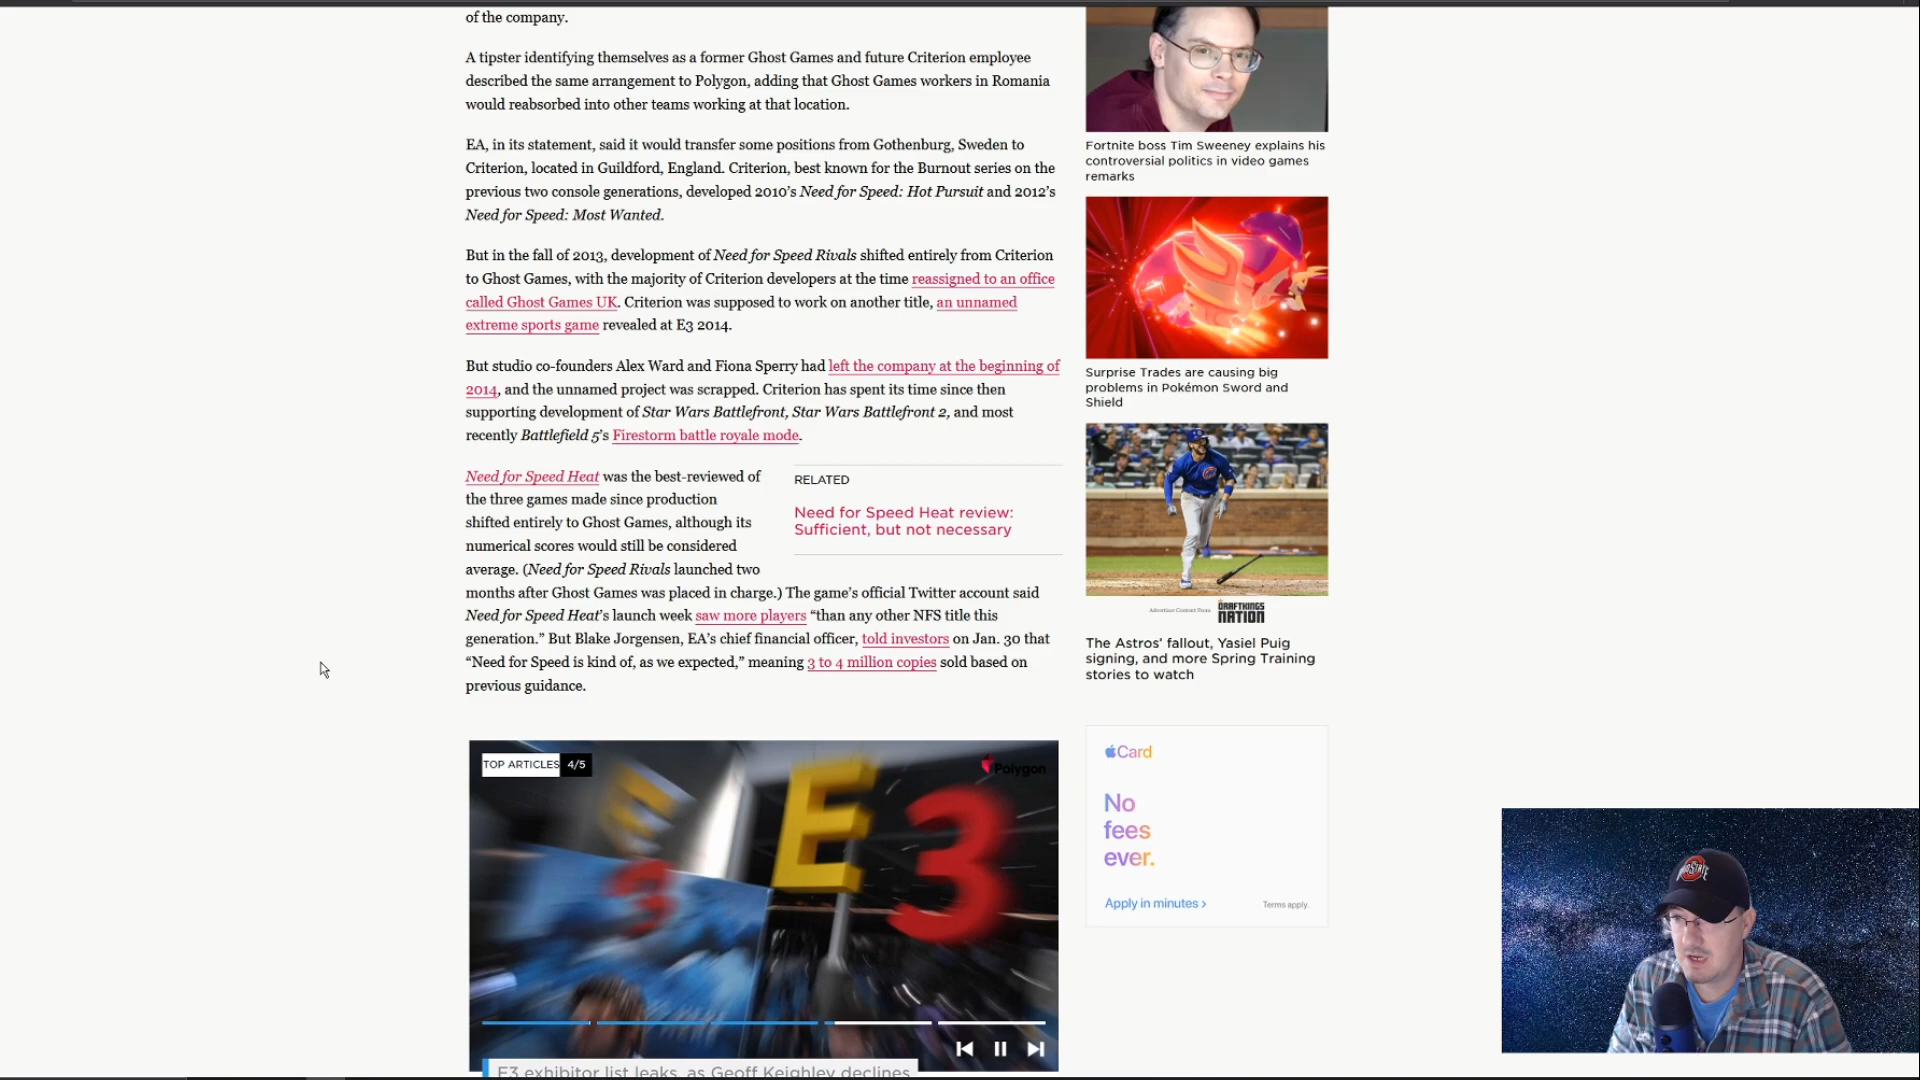 of the company.
A tipster identifying themselves as a former Ghost Games and future Criterion employee
described the same arrangement to Polygon, adding that Ghost Games workers in Romania
would reabsorbed into other teams working at that location.
EA, in its statement, said it would transfer some positions from Gothenburg, Sweden to
Criterion, located in Guildford, England. Criterion, best known for the Burnout series on the
previous two console generations, developed 2010’s Need for Speed: Hot Pursuit and 2012’s
Need for Speed: Most Wanted.
But in the fall of 2013, development of Need for Speed Rivals shifted entirely from Criterion
to Ghost Games, with the majority of Criterion developers at the time reassigned to an office
called Ghost Games UK. Criterion was supposed to work on another title, an unnamed
extreme sports game revealed at E3 2014.
But studio co-founders Alex Ward and Fiona Sperry had left the company at the beginning of
2014, and the unnamed project was scrapped. Criterion has spent its time since then
supporting development of Star Wars Battlefront, Star Wars Battlefront 2, and most
recently Battlefield 5’s Firestorm battle royale mode.
Need for Speed Heat was the best-reviewed of
the three games made since production
shifted entirely to Ghost Games, although its
numerical scores would still be considered
average. (Need for Speed Rivals launched two
months after Ghost Games was placed in charge.) The game’s official Twitter account said
Need for Speed Heat’s launch week saw more players “than any other NFS title this
generation.” But Blake Jorgensen, EA’s chief financial officer, told investors on Jan. 30 that
“Need for Speed is kind of, as we expected,” meaning 3 to 4 million copies sold based on
previous guidance.
RELATED
Need for Speed Heat review:
Sufficient, but not necessary
TOP ARTICLES 4/5
Polygon
E3
E3
E3 exhibitor list leaks, as Geoff Keighley declines
Fortnite boss Tim Sweeney explains his
controversial politics in video games
remarks
Surprise Trades are causing big
problems in Pokémon Sword and
Shield
Advertiser Content From
DRAFTKINGS
NATION
The Astros’ fallout, Yasiel Puig
signing, and more Spring Training
stories to watch
Card
No
fees
ever.
Apply in minutes ›
Terms apply.